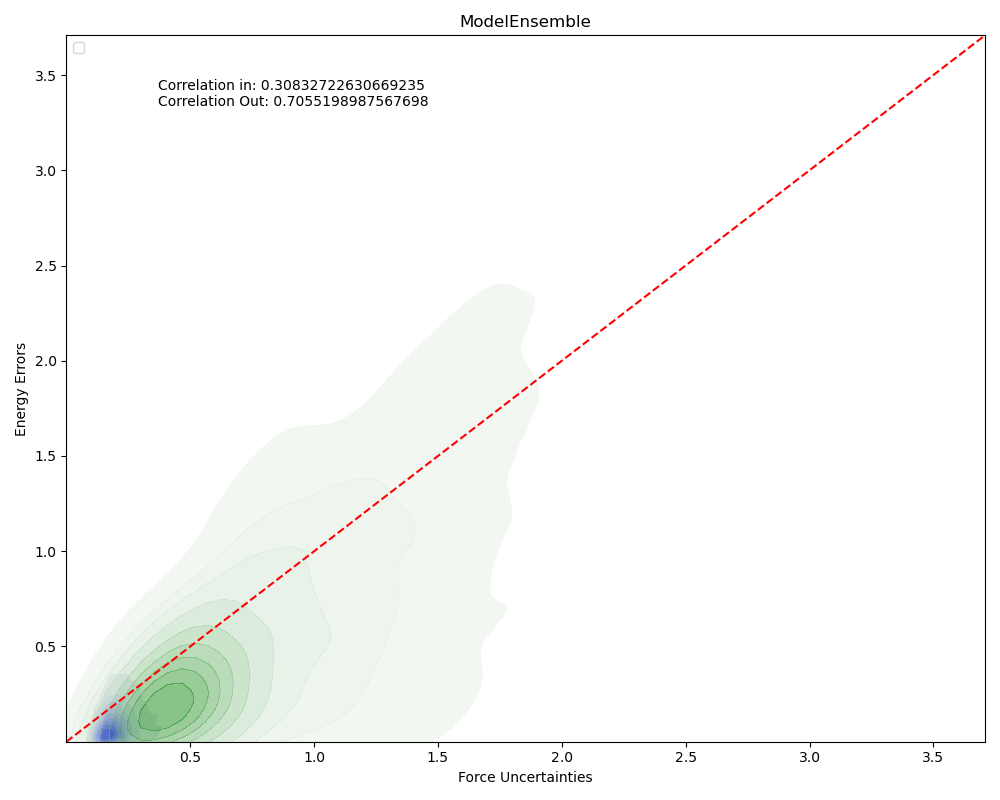 ModelEnsemble
Correlation in: 0.30832722630669235
Correlation Out: 0.7055198987567698
3.5
3.0
2.5
2.0
1.5
1.0
0.5
Energy Errors
0.5 1.0 1.5 2.0 2.5 3.0 3.5
Force Uncertainties